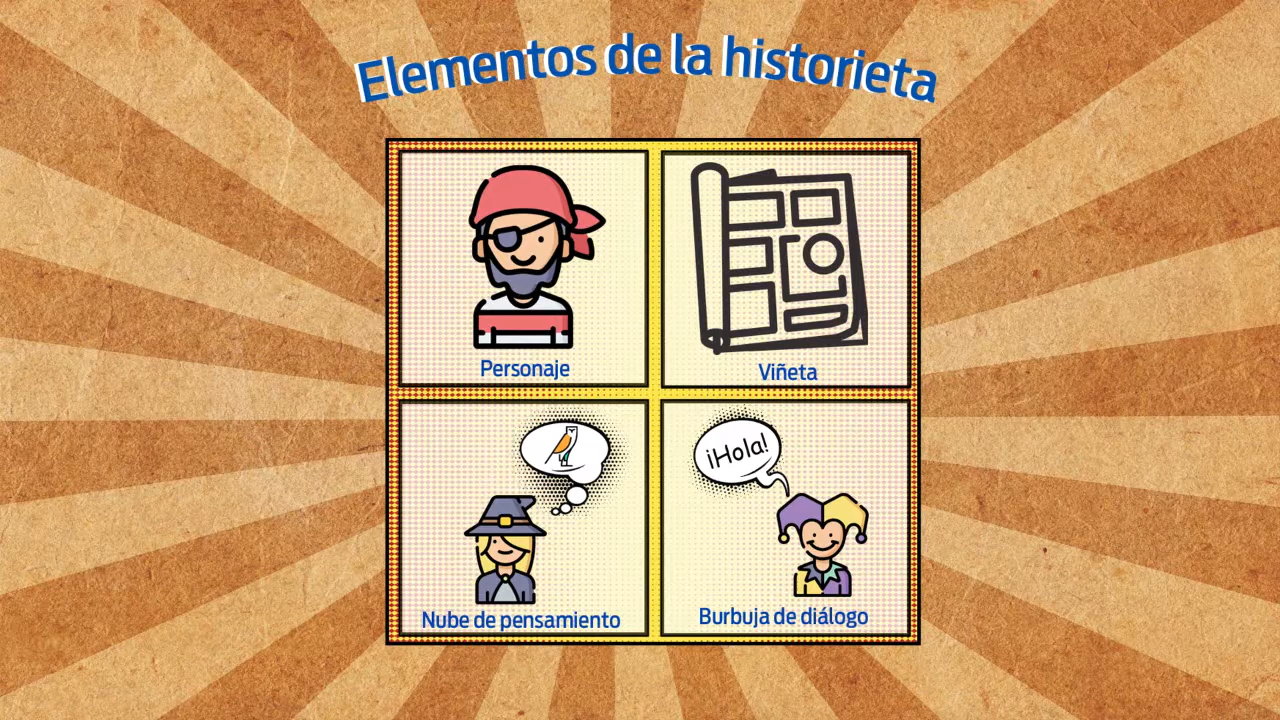 Elementos de la historieta
Personaje
Viñeta
¡Hola!
Nube de pensamiento
Burbuja de diálogo